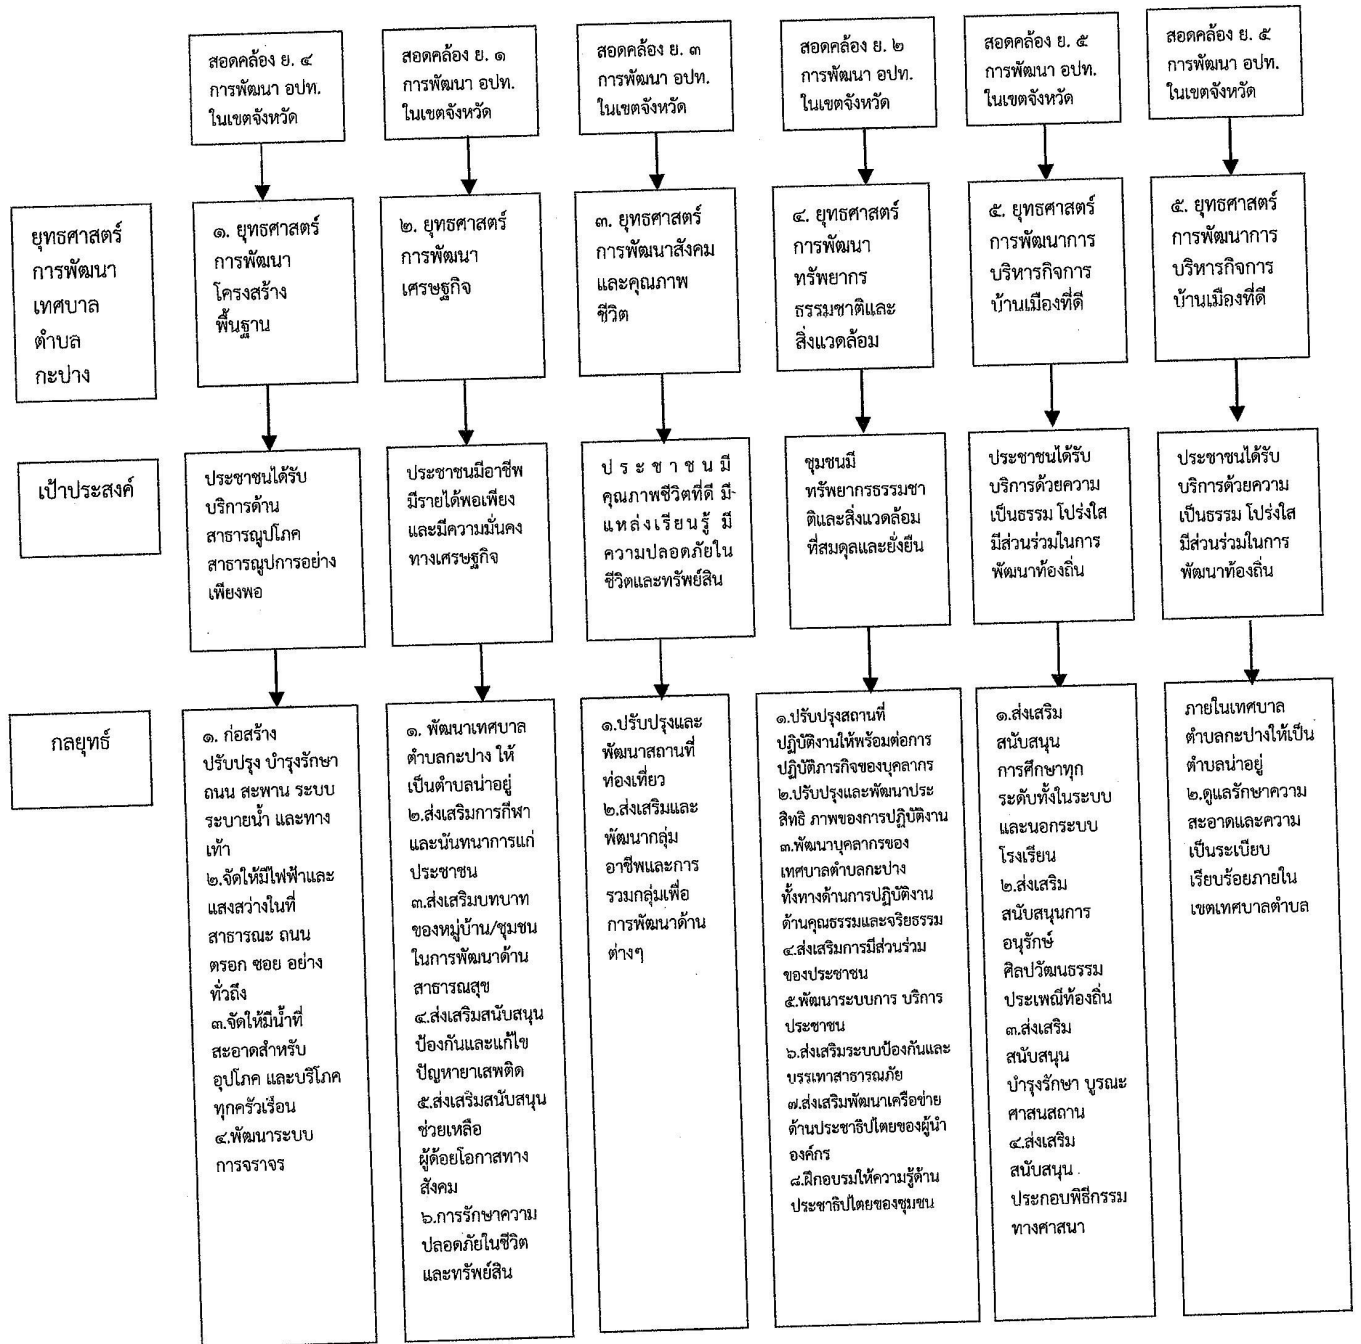 สอดคล้อง ย. ๔
การพัฒนา อปท.
ในเขตจังหวัด
สอดคล้อง ย. ๑
การพัฒนา อปท.
ในเขตจังหวัด
สอดคล้อง ย. ๓
การพัฒนา อปท.
ในเขตจังหวัด
สอดคล้อง ย. ๒
การพัฒนา อปท.
ในเขตจังหวัด
สอดคล้อง ย. ๕
การพัฒนา อปท.
ในเขตจังหวัด
สอดคล้อง ย. ๕
การพัฒนา อปท.
ในเขตจังหวัด
ยุทธศาสตร์
การพัฒนา
เทศบาล
ตำบล
กะปาง
๑. ยุทธศาสตร์
การพัฒนา
โครงสร้าง
พื้นฐาน
๒. ยุทธศาสตร์
การพัฒนา
เศรษฐกิจ
๓. ยุทธศาสตร์
การพัฒนาสังคม
และคุณภาพ
ชีวิต
๔. ยุทธศาสตร์
การพัฒนา
ทรัพยากร
ธรรมชาติและ
สิ่งแวดล้อม
๕. ยุทธศาสตร์
การพัฒนาการ
บริหารกิจการ
บ้านเมืองที่ดี
๕. ยุทธศาสตร์
การพัฒนาการ
บริหารกิจการ
บ้านเมืองที่ดี
เป้าประสงค์
ประชาชนได้รับ
บริการด้าน
สาธารณูปโภค
สาธารณูปการอย่าง
เพียงพอ
ประชาชนมีอาชีพ
มีรายได้พอเพียง
และมีความมั่นคง
ทางเศรษฐกิจ
ประชาชนมี
คุณภาพชีวิตที่ดี มี
แหล่งเรียนรู้ มี
ความปลอดภัยใน
ชีวิตและทรัพย์สิน
ชุมชนมี
ทรัพยากรธรรมชา
ติและสิ่งแวดล้อม
ที่สมดุลและยั่งยืน
ประชาชนได้รับ
บริการด้วยความ
เป็นธรรม โปร่งใส
มีส่วนร่วมในการ
พัฒนาท้องถิ่น
ประชาชนได้รับ
บริการด้วยความ
เป็นธรรม โปร่งใส
มีส่วนร่วมในการ
พัฒนาท้องถิ่น
กลยุทธ์
๑. ก่อสร้าง
ปรับปรุง บำรุงรักษา
ถนน สะพาน ระบบ
ระบายน้ำ และทาง
เท้า
๒.จัดให้มีไฟฟ้าและ
แสงสว่างในที่
สาธารณะ ถนน
ตรอก ซอย อย่าง
ทั่วถึง
๓.จัดให้มีน้ำที่
สะอาดสำหรับ
อุปโภค และบริโภค
ทุกครัวเรือน
๔.พัฒนาระบบ
การจราจร
๑. พัฒนาเทศบาล
ตำบลกะปาง ให้
เป็นตำบลน่าอยู่
๒.ส่งเสริมการกีฬา
และนันทนาการแก่
ประชาชน
๓.ส่งเสริมบทบาท
ของหมู่บ้าน/ชุมชน
ในการพัฒนาด้าน
สาธารณสุข
๔.ส่งเสริมสนับสนุน
ป้องกันและแก้ไข
ปัญหายาเสพติด
๕.ส่งเสริมสนับสนุน
ช่วยเหลือ
ผู้ด้อยโอกาสทาง
สังคม
๖.การรักษาความ
ปลอดภัยในชีวิต
และทรัพย์สิน
๑.ปรับปรุงและ
พัฒนาสถานที่
ท่องเที่ยว
๒.ส่งเสริมและ
พัฒนากลุ่ม
อาชีพและการ
รวมกลุ่มเพื่อ
การพัฒนาด้าน
ต่างๆ
๑.ปรับปรุงสถานที่
ปฏิบัติงานให้พร้อมต่อการ
ปฏิบัติภารกิจของบุคลากร
๒.ปรับปรุงและพัฒนาประ
สิทธิ ภาพของการปฏิบัติงาน
๓.พัฒนาบุคลากรของ
เทศบาลตำบลกะปาง
ทั้งทางด้านการปฏิบัติงาน
ด้านคุณธรรมและจริยธรรม
๔.ส่งเสริมการมีส่วนร่วม
ของประชาชน
๕.พัฒนาระบบการ บริการ
ประชาชน
๖.ส่งเสริมระบบป้องกันและ
บรรเทาสาธารณภัย
๗.ส่งเสริมพัฒนาเครือข่าย
ด้านประชาธิปไตยของผู้นำ
องค์กร
๘.ฝึกอบรมให้ความรู้ด้าน
ประชาธิปไตยของชุมชน
๑.ส่งเสริม
สนับสนุน
การศึกษาทุก
ระดับทั้งในระบบ
และนอกระบบ
โรงเรียน
๒.ส่งเสริม
สนับสนุนการ
อนุรักษ์
ศิลปวัฒนธรรม
ประเพณีท้องถิ่น
๓.ส่งเสริม
สนับสนุน
บำรุงรักษา บูรณะ
ศาสนสถาน
๔.ส่งเสริม
สนับสนุน
ประกอบพิธีกรรม
ทางศาสนา
ภายในเทศบาล
ตำบลกะปางให้เป็น
ตำบลน่าอยู่
๒.ดูแลรักษาความ
สะอาดและความ
เป็นระเบียบ
เรียบร้อยภายใน
เขตเทศบาลตำบล